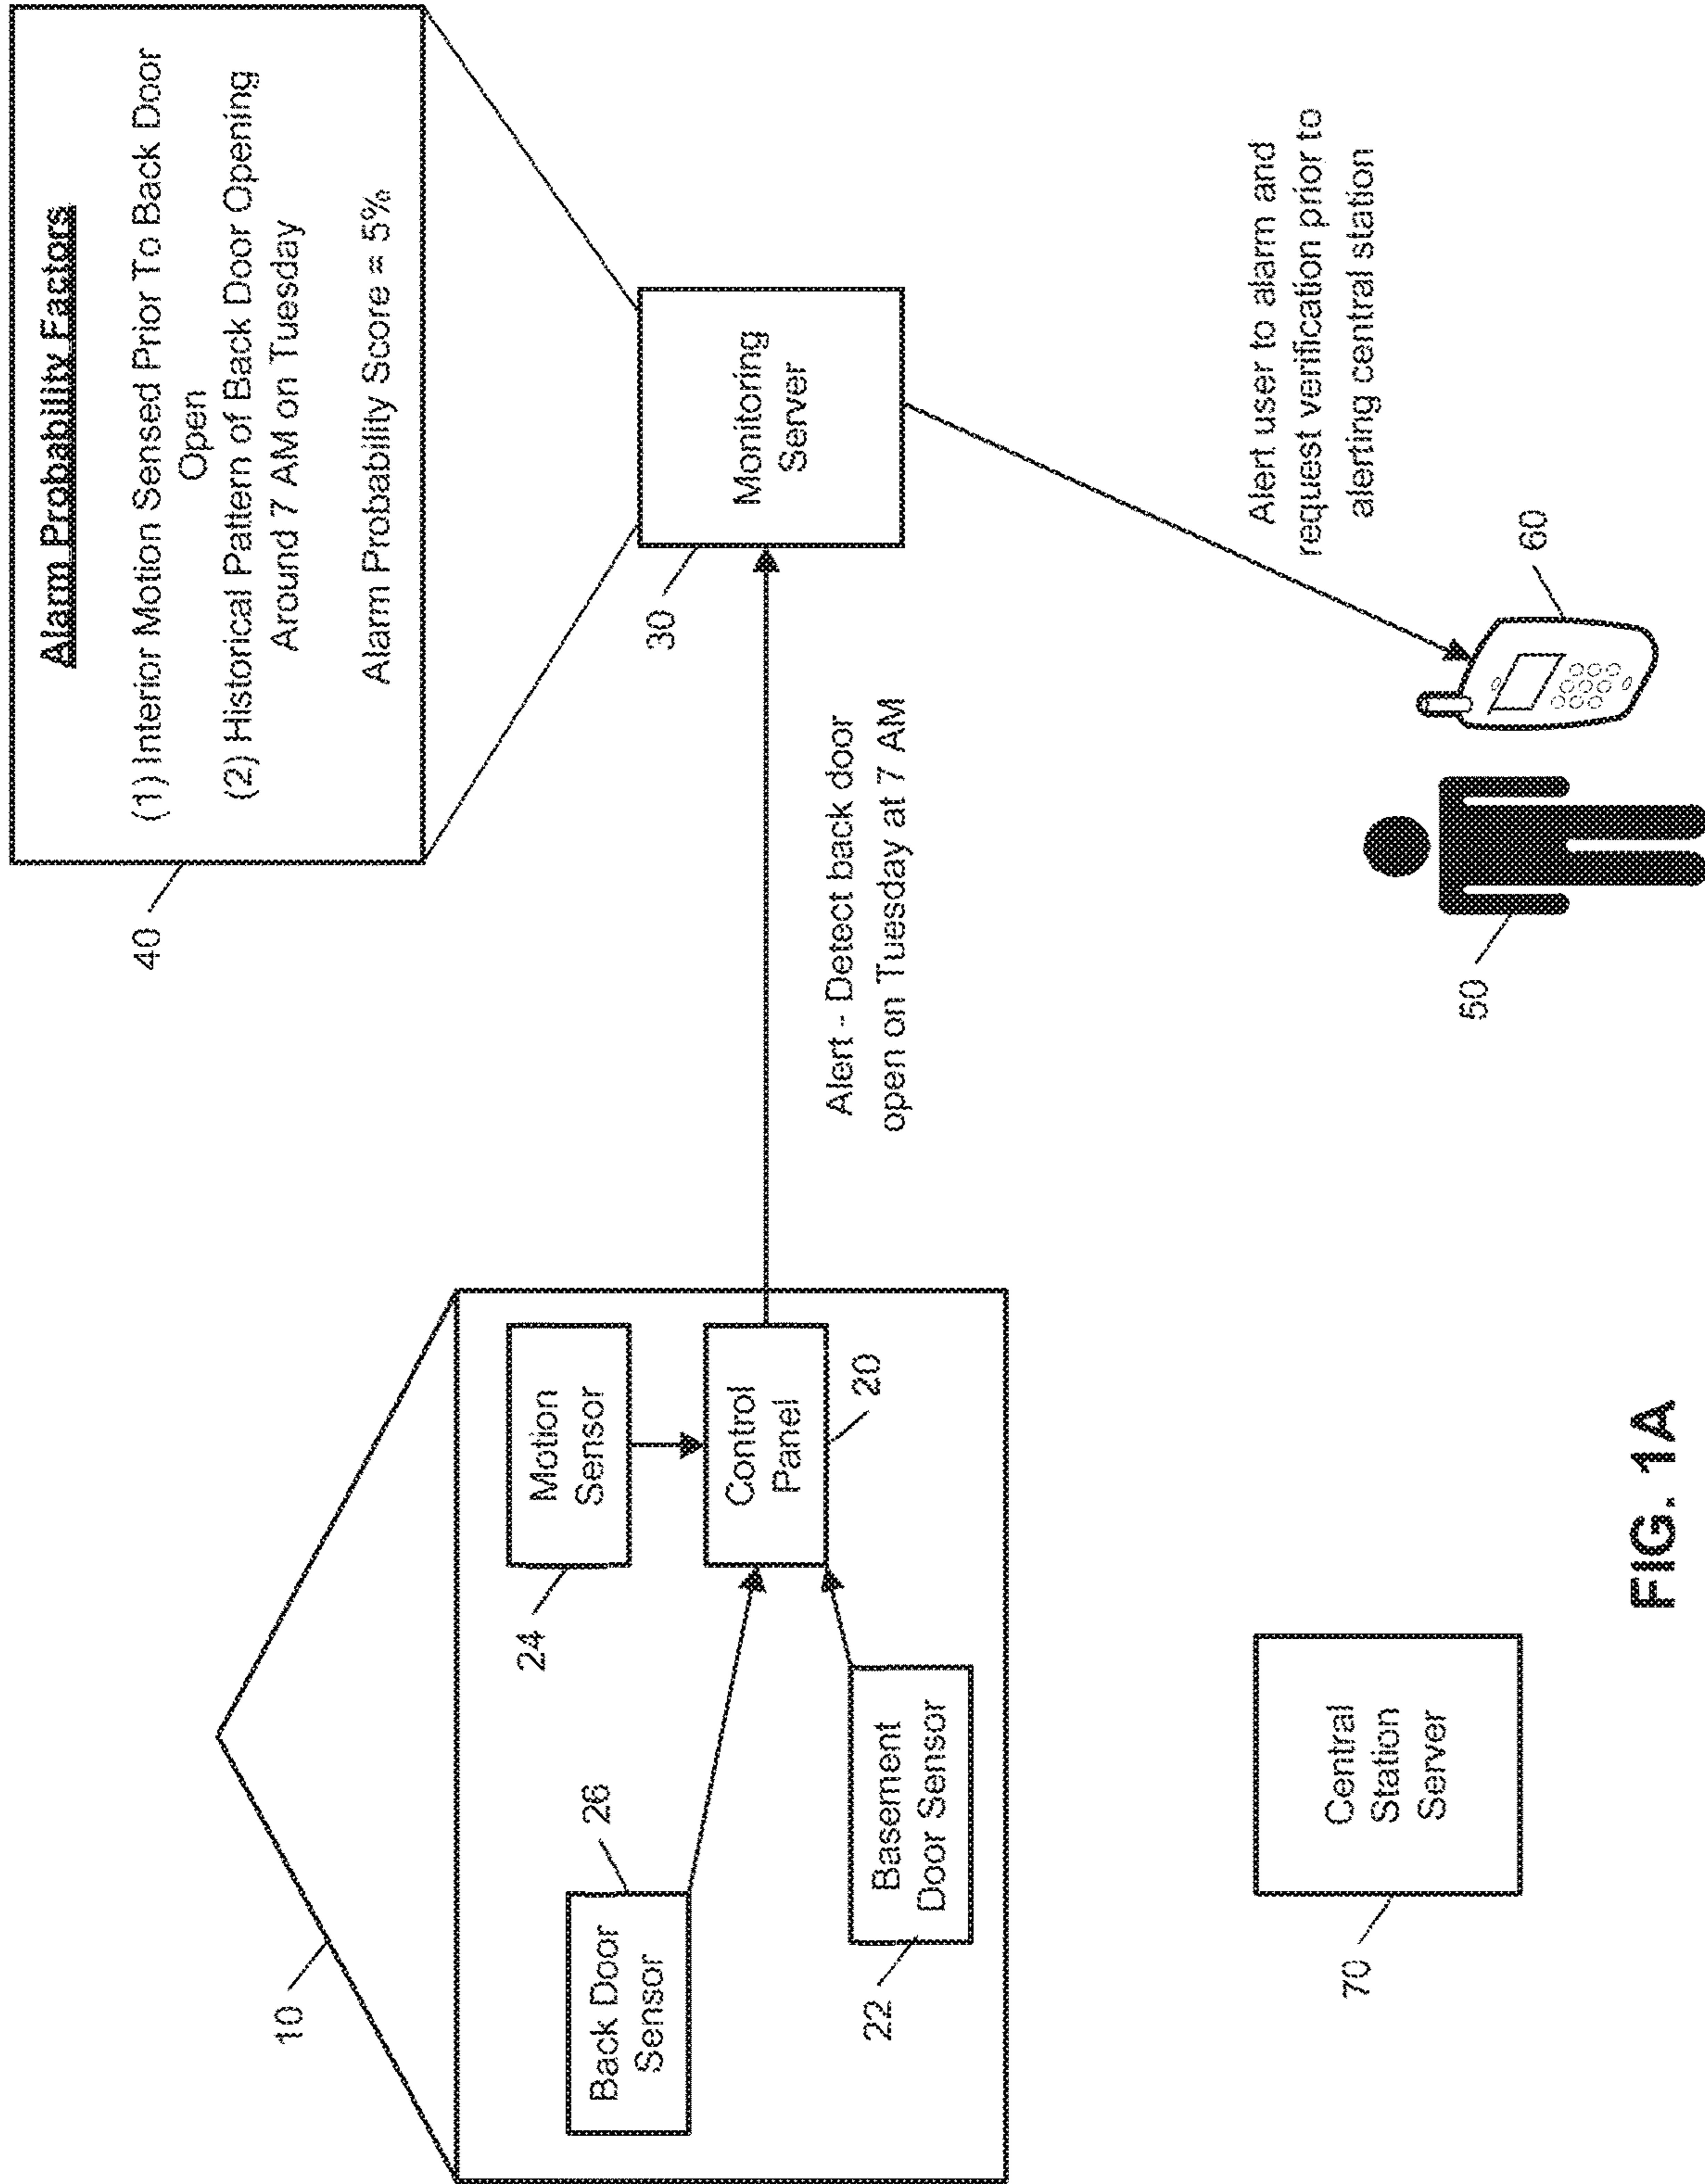 10
Back Door
Sensor
26
Basement
Door Sensor
22
Motion
Sensor
24
Control
Panel
20
Alert - Detect back door
open on Tuesday at 7 AM
40
Alarm Probability Factors
(1) Interior Motion Sensed Prior To Back Door
Open
(2) Historical Pattern of Back Door Opening
Around 7 AM on Tuesday
Alarm Probability Score = 5%
30
Monitoring
Server
Alert user to alarm and
request verification prior to
alerting central station
50
60
70
Central
Station
Server
FIG. 1A